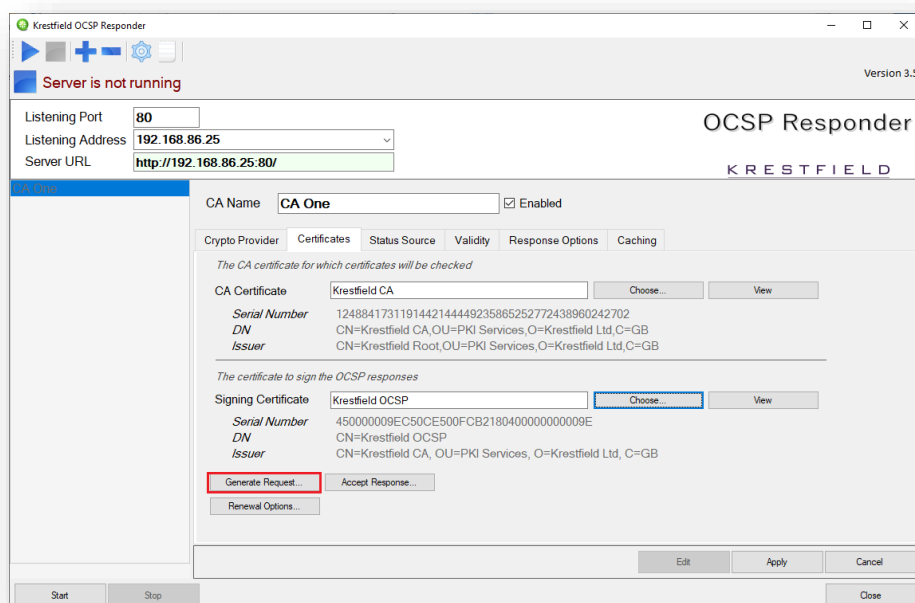 Krestfield OCSP Responder
Server is not running
Version 3.5
Listening Port 80
Listening Address 192.168.86.25
Server URL http://192.168.86.25:80/
OCSP Responder
KRESTFIELD
CA One
CA Name CA One Enabled
Crypto Provider Certificates Status Source Validity Response Options Caching
The CA certificate for which certificates will be checked
CA Certificate Krestfield CA Choose... View
Serial Number 124884173119144214444923586525277243896024​2702
DN CN=Krestfield CA,OU=PKI Services,O=Krestfield Ltd,C=GB
Issuer CN=Krestfield Root,OU=PKI Services,O=Krestfield Ltd,C=GB
The certificate to sign the OCSP responses
Signing Certificate Krestfield OCSP Choose... View
Serial Number 450000009EC50CE500FCB2180400000000009E
DN CN=Krestfield OCSP
Issuer CN=Krestfield CA, OU=PKI Services, O=Krestfield Ltd, C=GB
Generate Request... Accept Response...
Renewal Options...
Edit Apply Cancel
Start Stop Close